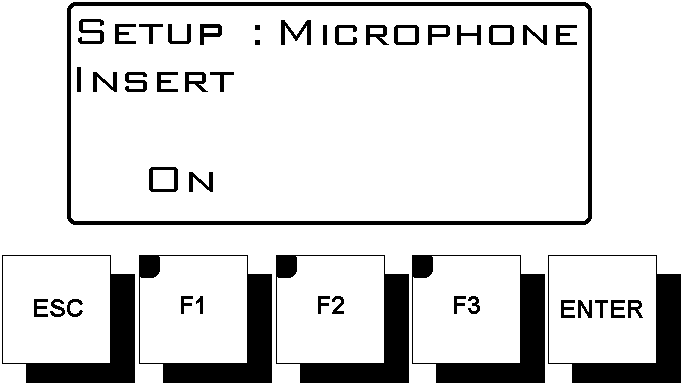 SETUP : MICROPHONE
INSERT
ON
ESC F1 F2 F3 ENTER